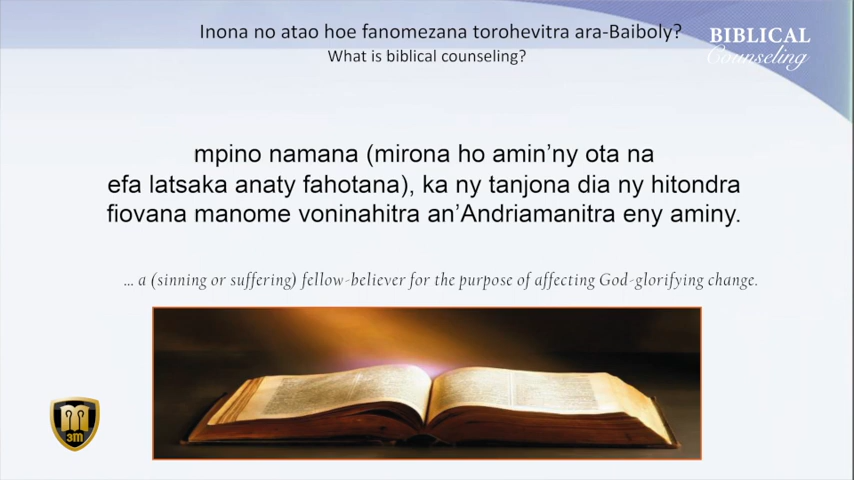 Inona no atao hoe fanomezana torohevitra ara-Baiboly?
What is biblical counseling?
BIBLICAL
Counseling
mpino namana (mirona ho amin’ny ota na
efa latsaka anaty fahotana), ka ny tanjona dia ny hitondra
fiovana manome voninahitra an’Andriamanitra eny aminy.
... a (sinning or suffering) fellow-believer for the purpose of affecting God-glorifying change.
3M